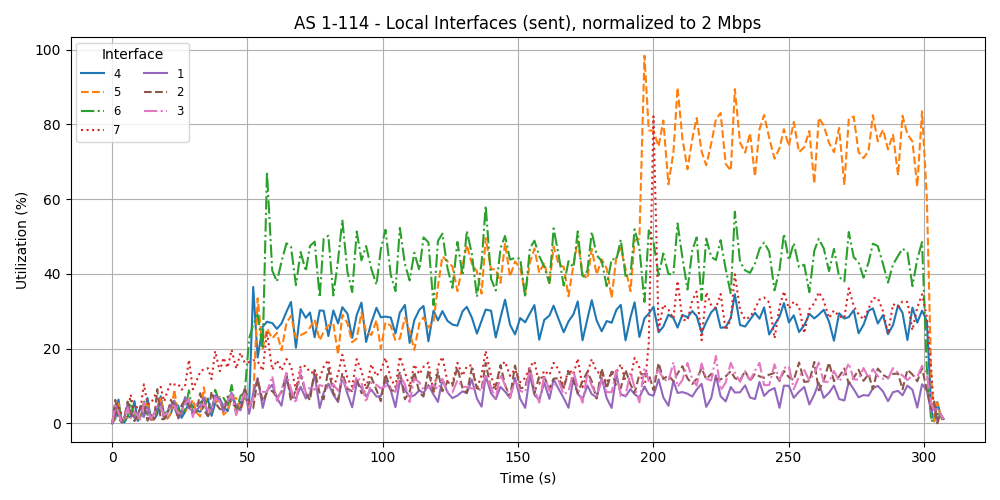 AS 1-114 - Local Interfaces (sent), normalized to 2 Mbps
Interface
4 1
5 2
6 3
7
Utilization (%)
100
80
60
40
20
0
0 50 100 150 200 250 300
Time (s)